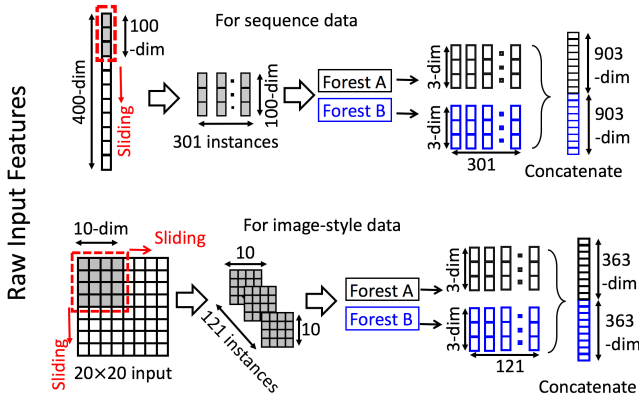 Raw Input Features
For sequence data
400-dim
100
-dim
Sliding
301 instances
100-dim
Forest A
Forest B
3-dim
3-dim
301
903
-dim
903
-dim
Concatenate
For image-style data
10-dim
Sliding
Sliding
20×20 input
10
10
121 instances
Forest A
Forest B
3-dim
3-dim
121
363
-dim
363
-dim
Concatenate